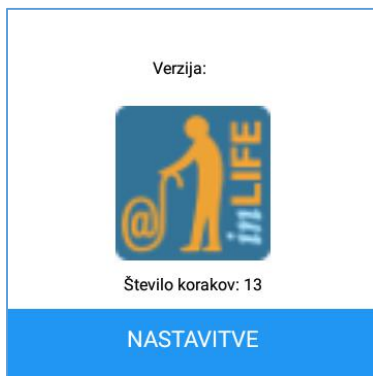 Verzija:
@
inLIFE
Število korakov: 13
NASTAVITVE